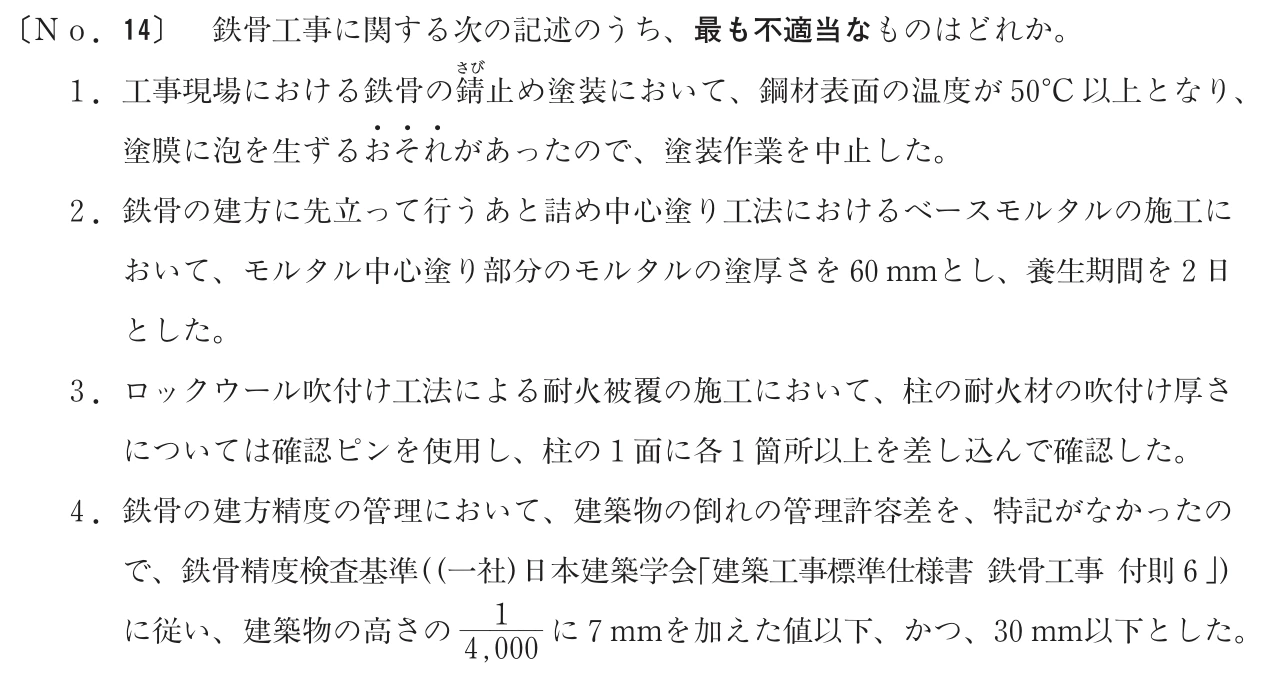 〔Ｎｏ．14〕　鉄骨工事に関する次の記述のうち、最も不適当なものはどれか。
さび
1．工事現場における鉄骨の錆止め塗装において、鋼材表面の温度が 50℃ 以上となり、
塗膜に泡を生ずるおそれがあったので、塗装作業を中止した。
2．鉄骨の建方に先立って行うあと詰め中心塗り工法におけるベースモルタルの施工に
おいて、モルタル中心塗り部分のモルタルの塗厚さを 60 mmとし、養生期間を 2 日
とした。
3．ロックウール吹付け工法による耐火被覆の施工において、柱の耐火材の吹付け厚さ
については確認ピンを使用し、柱の 1 面に各 1 箇所以上を差し込んで確認した。
4．鉄骨の建方精度の管理において、建築物の倒れの管理許容差を、特記がなかったの
で、鉄骨精度検査基準((一社)日本建築学会「建築工事標準仕様書 鉄骨工事 付則 6 」)
に従い、建築物の高さの 1/4,000 に 7 mmを加えた値以下、かつ、30 mm以下とした。